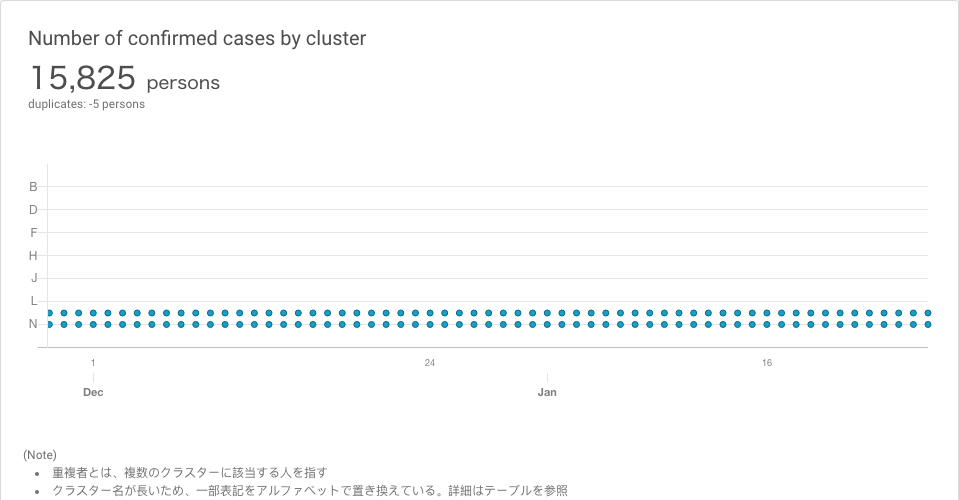 Number of confirmed cases by cluster
15,825 persons
duplicates: -5 persons
B
D
F
H
J
L
N
1 24 16
Dec Jan
(Note)
• 重複者とは、複数のクラスターに該当する人を指す
• クラスター名が長いため、一部表記をアルファベットで置き換えている。詳細はテーブルを参照